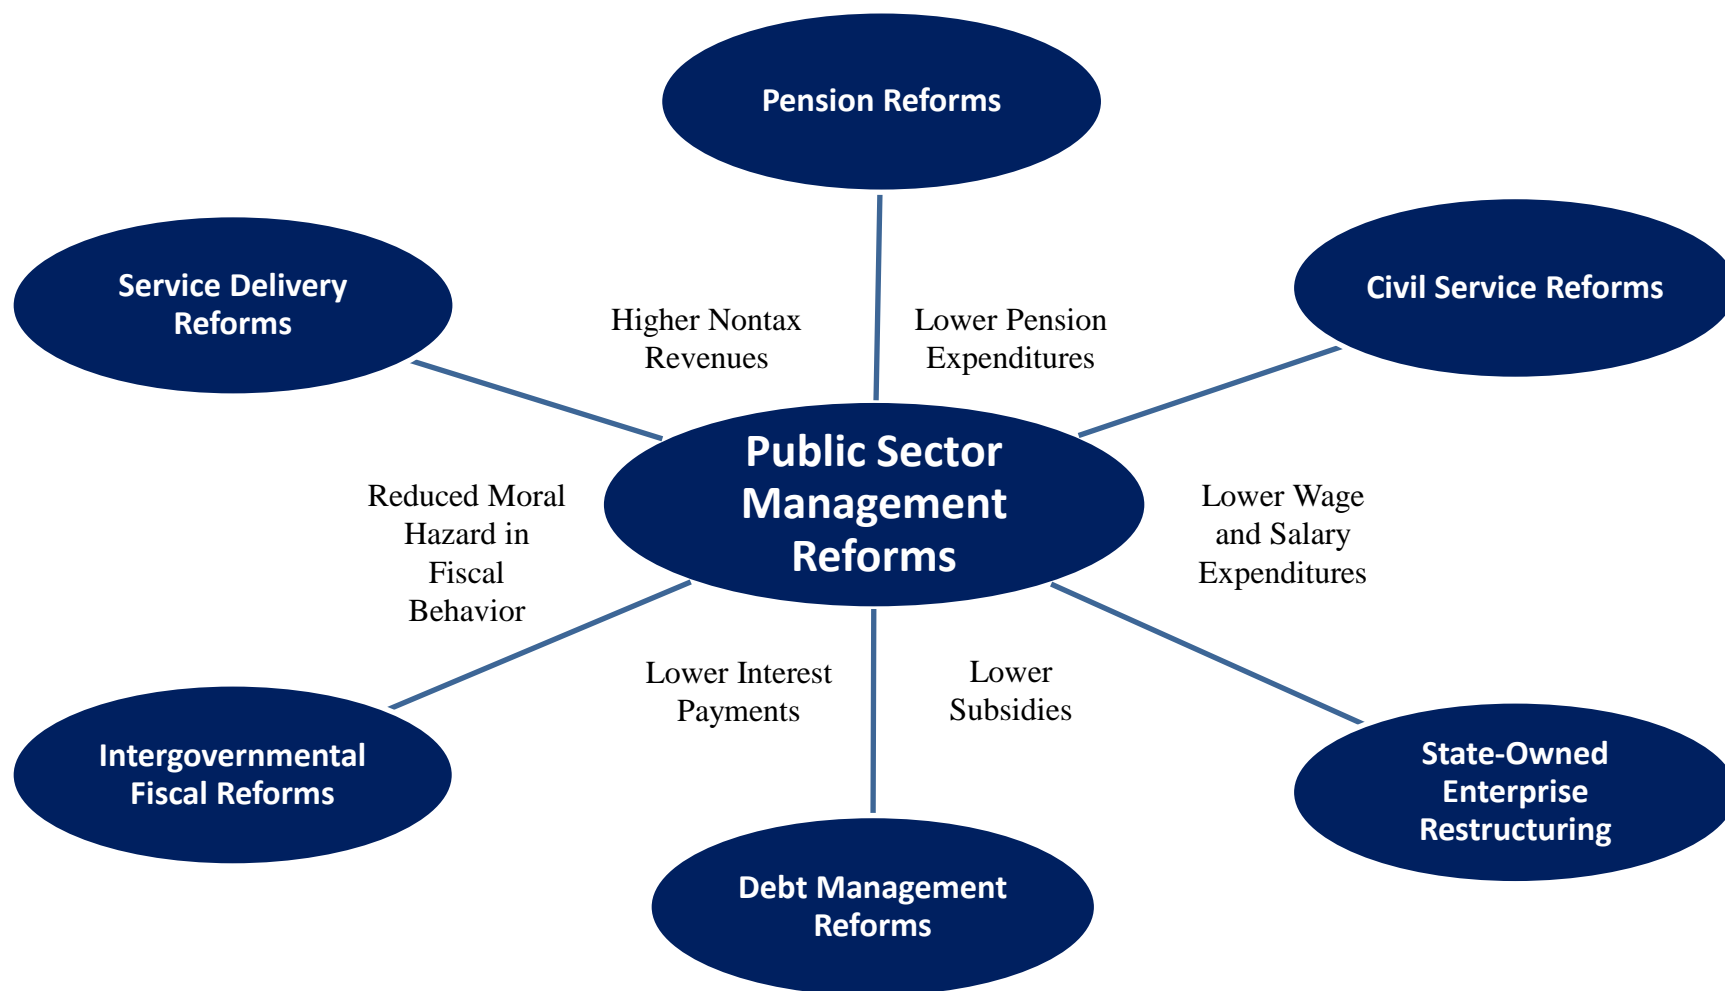 Pension Reforms
Service Delivery
Reforms
Civil Service Reforms
Higher Nontax
Revenues
Lower Pension
Expenditures
Public Sector
Management
Reforms
Reduced Moral
Hazard in
Fiscal
Behavior
Lower Wage
and Salary
Expenditures
Lower Interest
Payments
Lower
Subsidies
Intergovernmental
Fiscal Reforms
State-Owned
Enterprise
Restructuring
Debt Management
Reforms